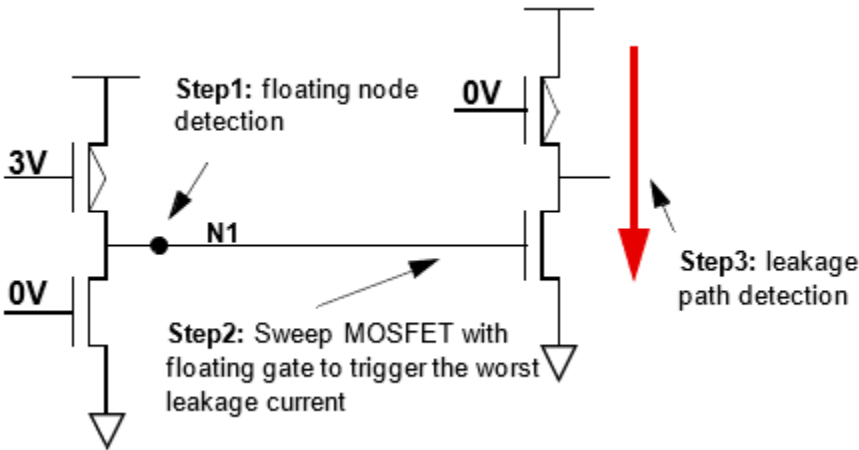 Step1: floating node
detection
0V
3V
N1
0V
Step3: leakage
path detection
Step2: Sweep MOSFET with
floating gate to trigger the worst
leakage current